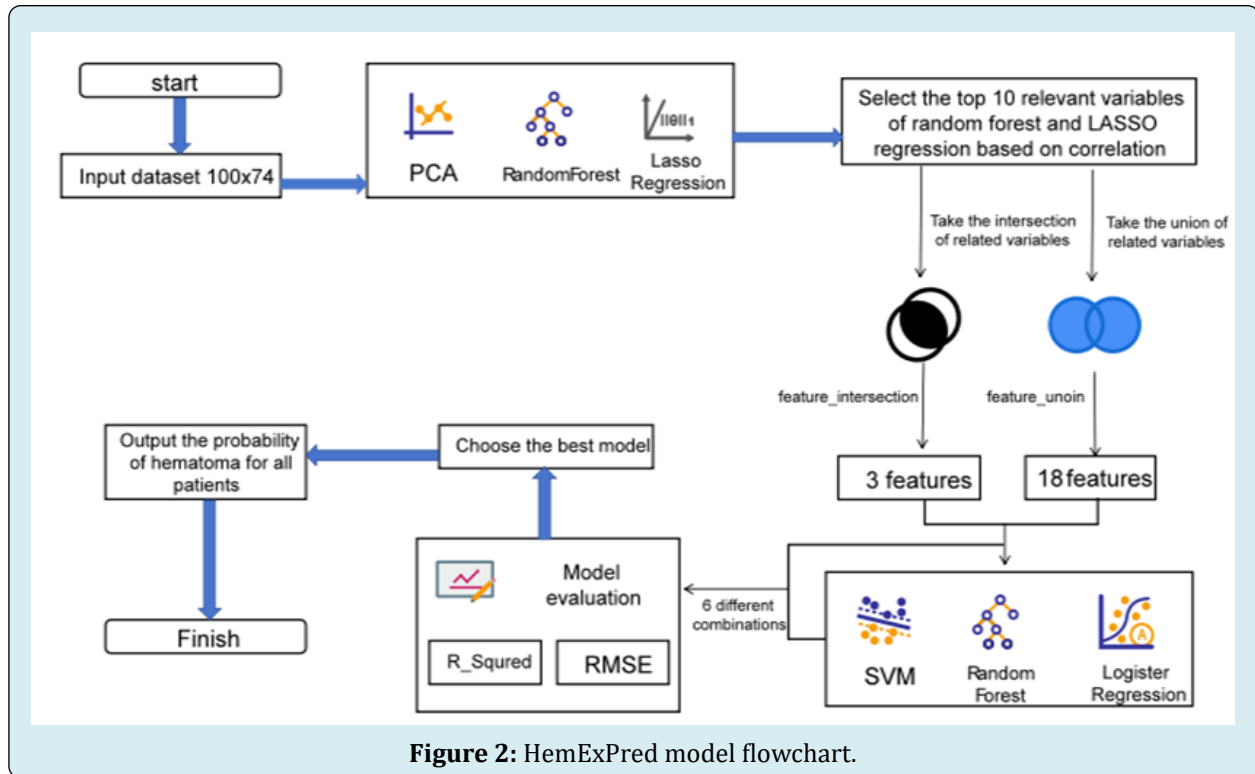 start
Input dataset 100x74
PCA
RandomForest
||θ||₁
Lasso
Regression
Select the top 10 relevant variables
of random forest and LASSO
regression based on correlation
Take the intersection
of related variables
Take the union of
related variables
feature_intersection
feature_unoin
3 features
18 features
SVM
Random
Forest
A
Logister
Regression
6 different
combinations
Model
evaluation
R_Squred
RMSE
Choose the best model
Output the probability
of hematoma for all
patients
Finish
Figure 2: HemExPred model flowchart.